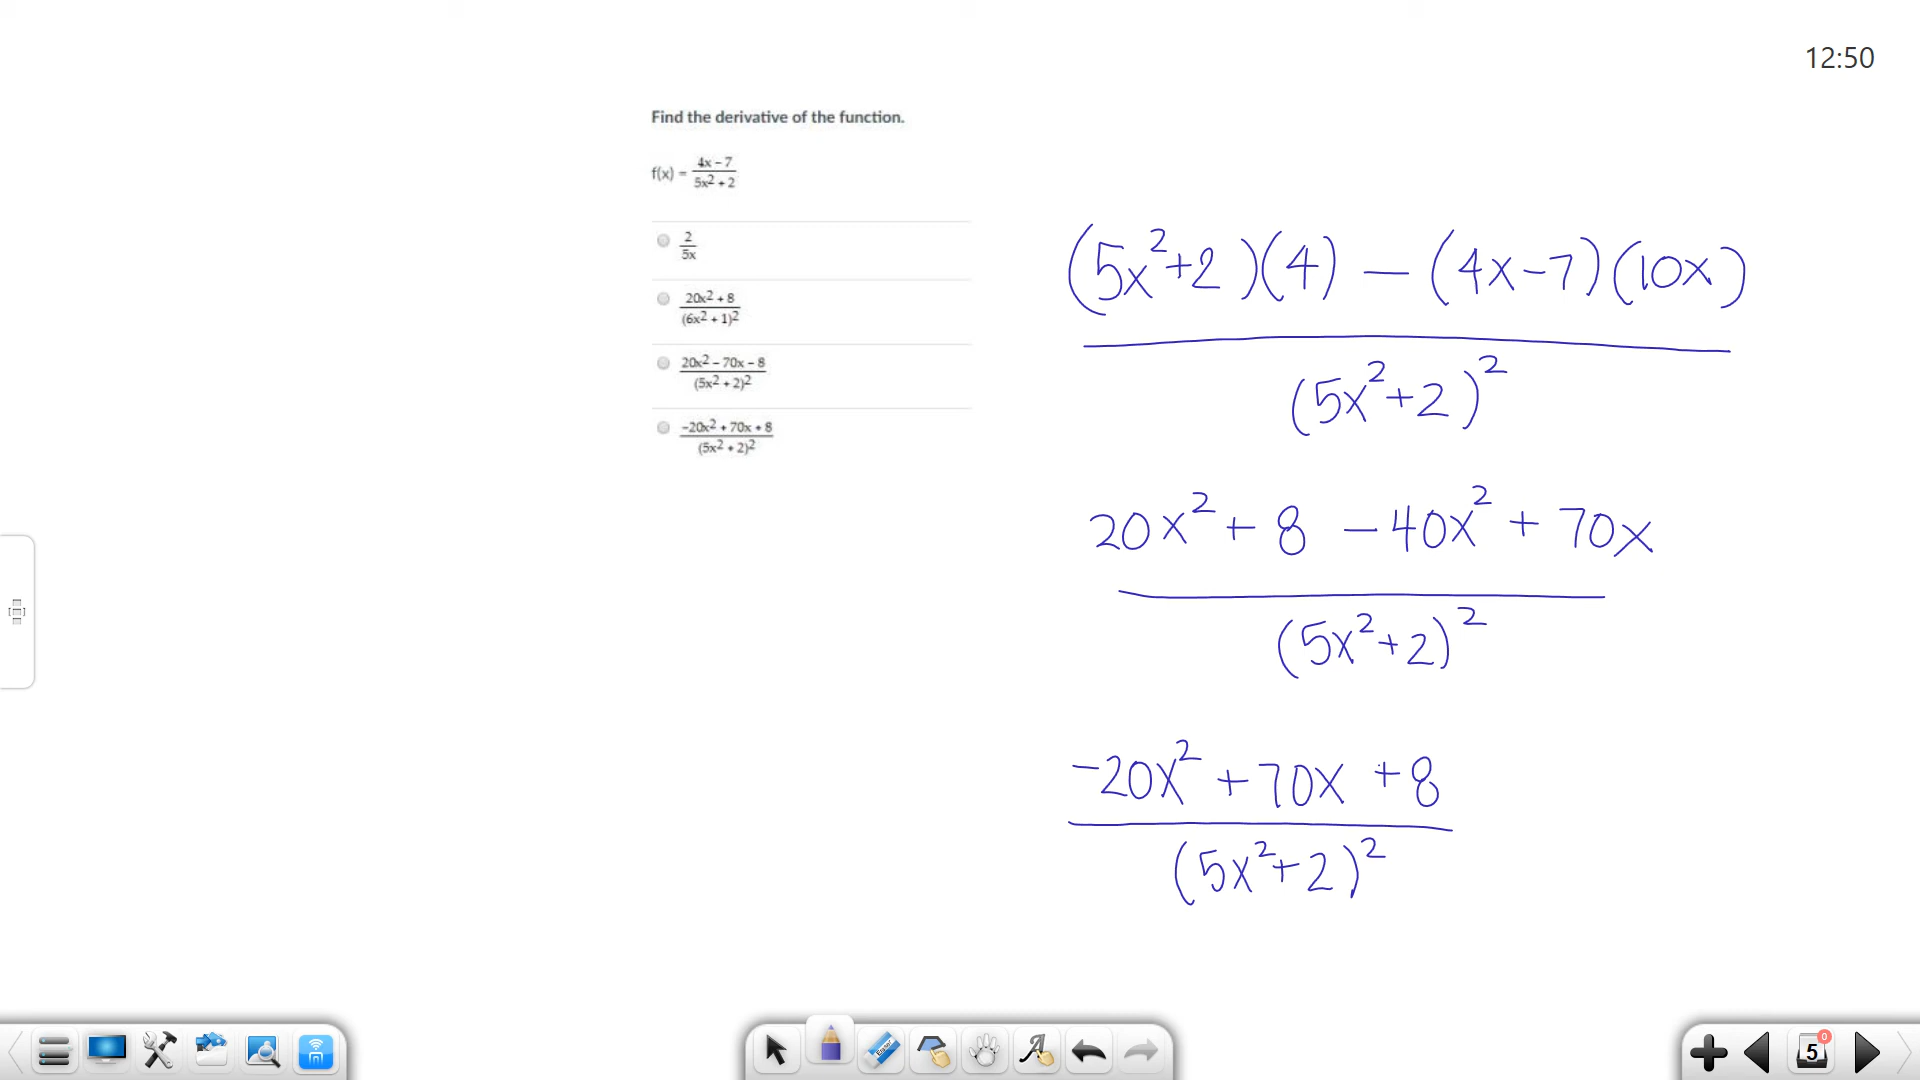 12:50
Find the derivative of the function.
f(x) = 4x - 7 / 5x² + 2
2 / 5x
20x² + 8 / (6x² + 1)²
20x² - 70x - 8 / (5x² + 2)²
-20x² + 70x + 8 / (5x² + 2)²
(5x²+2)(4) - (4x-7)(10x)
(5x²+2)²
20x² + 8 - 40x² + 70x
(5x²+2)²
-20x² + 70x + 8
(5x²+2)²
Eraser
A
5
0